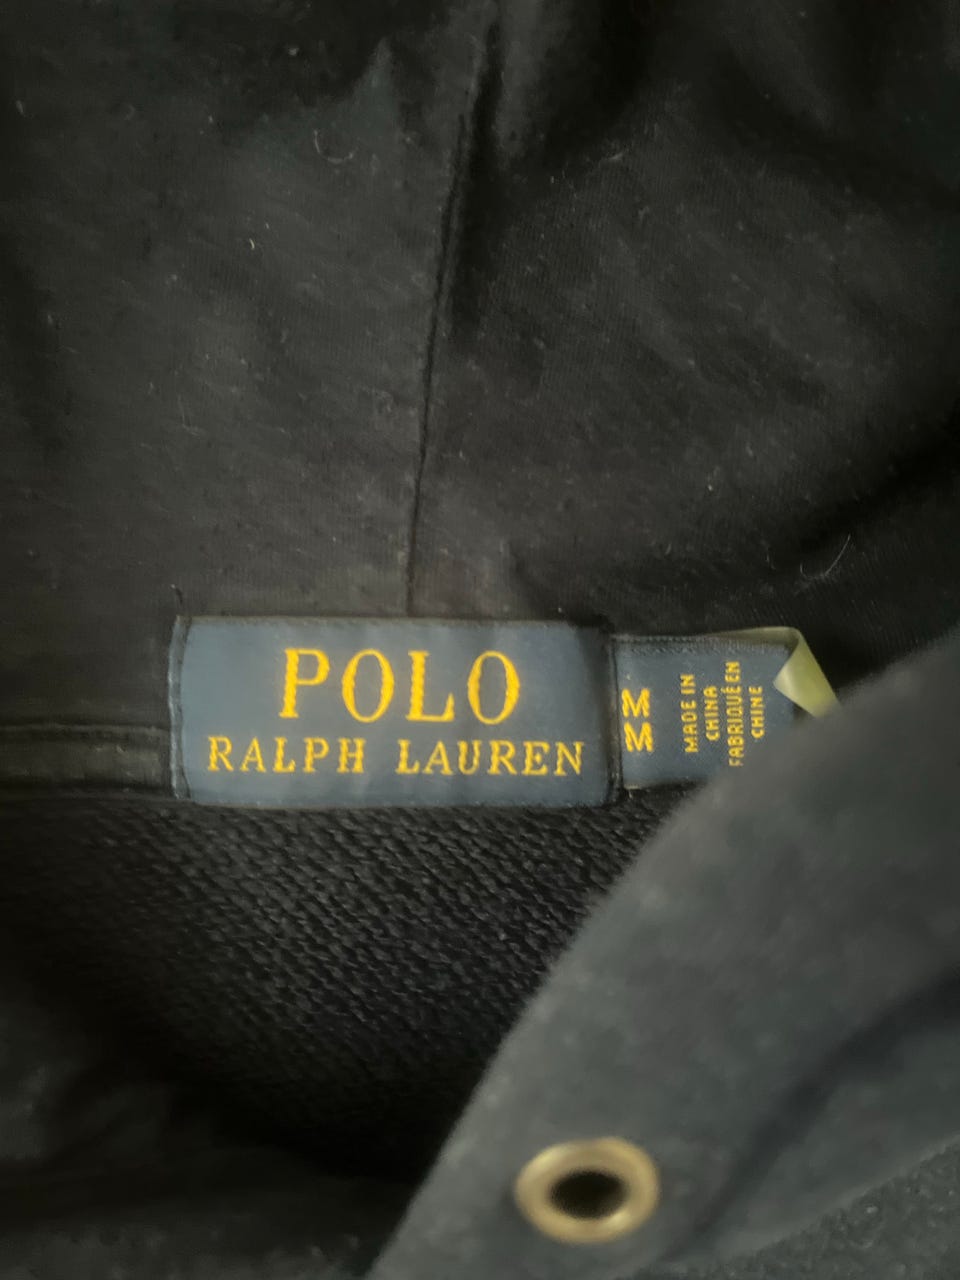 POLO
RALPH LAUREN
M
M
MADE IN
CHINA
FABRIQUÉ EN
CHINE